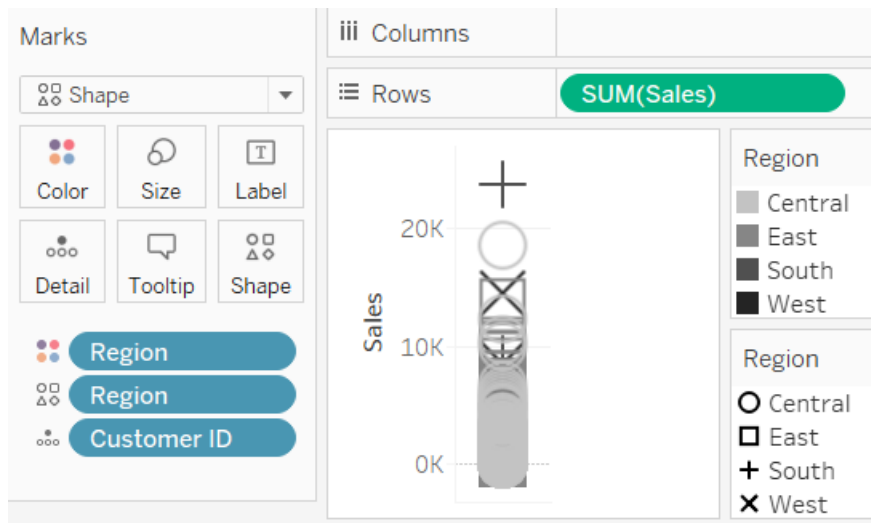 Marks
Shape
Color
Size
Label
Detail
Tooltip
Shape
Region
Region
Customer ID
Columns
Rows
SUM(Sales)
Sales
20K
10K
0K
Region
Central
East
South
West
Region
Central
East
South
West